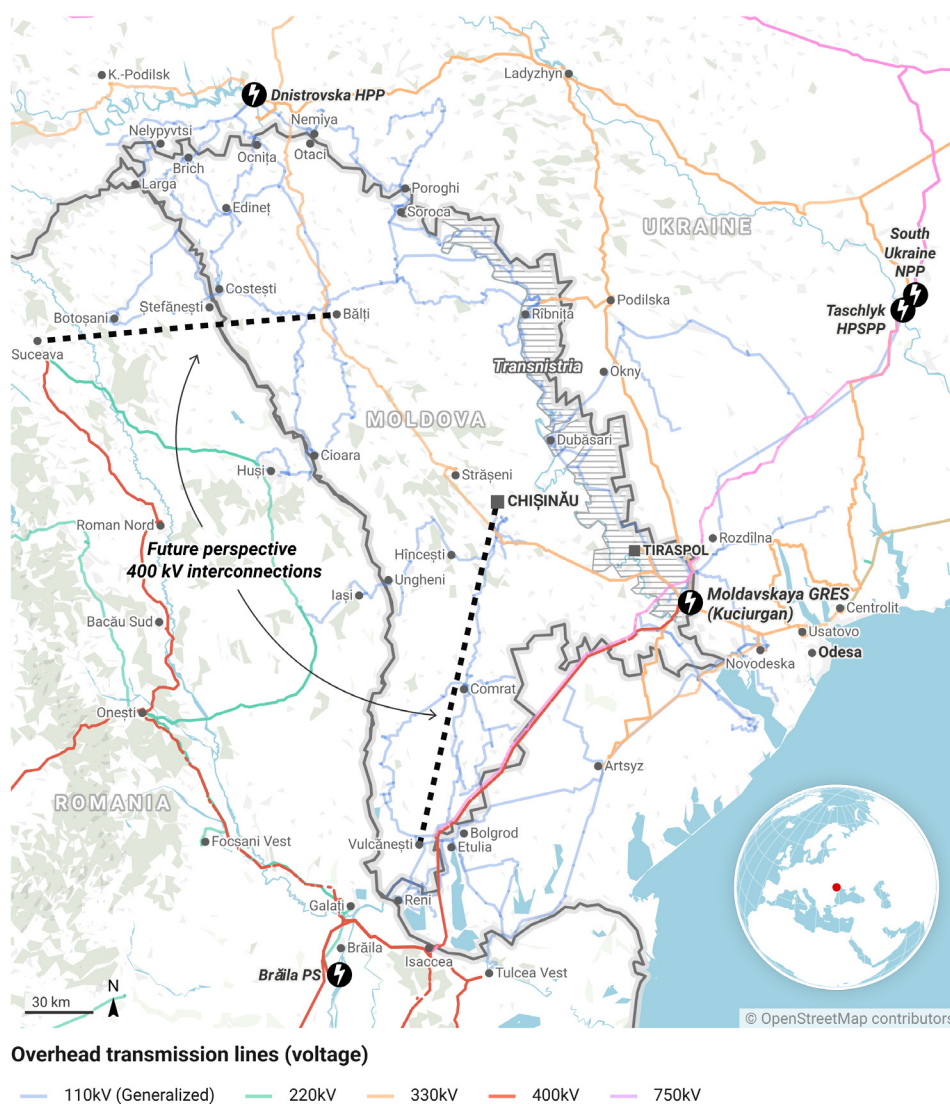 K.-Podilsk
Ladyzhyn
Dnistrovska HPP
Nemiya
Nelypyvtsi
Otaci
Ocnița
Brich
Larga
Poroghi
Edineț
Soroca
UKRAINE
South
Ukraine
NPP
Costești
Ștefănești
Podilska
Taschlyk
HPSPP
Botoșani
Bălți
Rîbnița
Suceava
Transnistria
Okny
MOLDOVA
Dubăsari
Cioara
Huși
Strășeni
CHIȘINĂU
Roman Nord
Rozdilna
Future perspective
400 kV interconnections
Hîncești
TIRASPOL
Ungheni
Iași
Moldavskaya GRES
(Kuciurgan)
Centrolit
Bacău Sud
Usatovo
Odesa
Novodeska
Comrat
Onești
Artsyz
ROMANIA
Bolgrod
Focșani Vest
Vulcănești
Etulia
Reni
Galați
Brăila
Isaccea
Brăila PS
Tulcea Vest
N
30 km
© OpenStreetMap contributors
Overhead transmission lines (voltage)
110kV (Generalized)
220kV
330kV
400kV
750kV